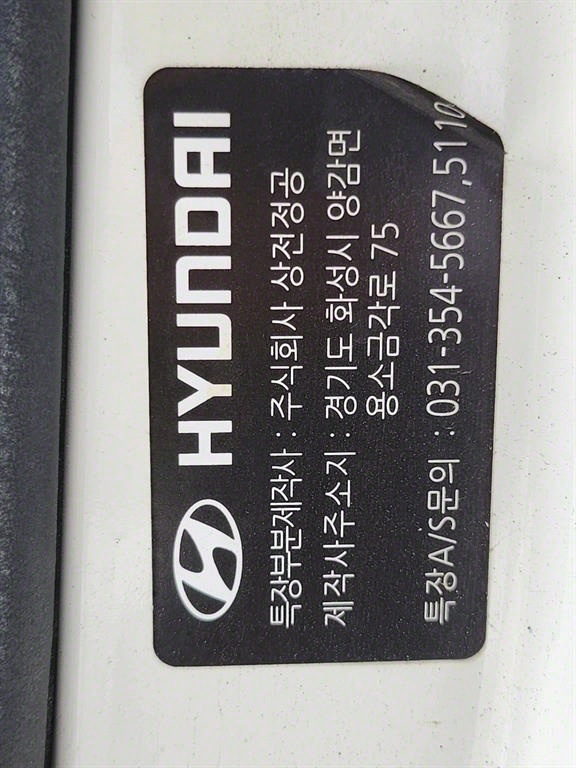 HYUNDAI
특장부분제작사 : 주식회사 상전정공
제작사주소지 : 경기도 화성시 양감면
용소금각로 75
특장A/S문의 : 031-354-5667,5110